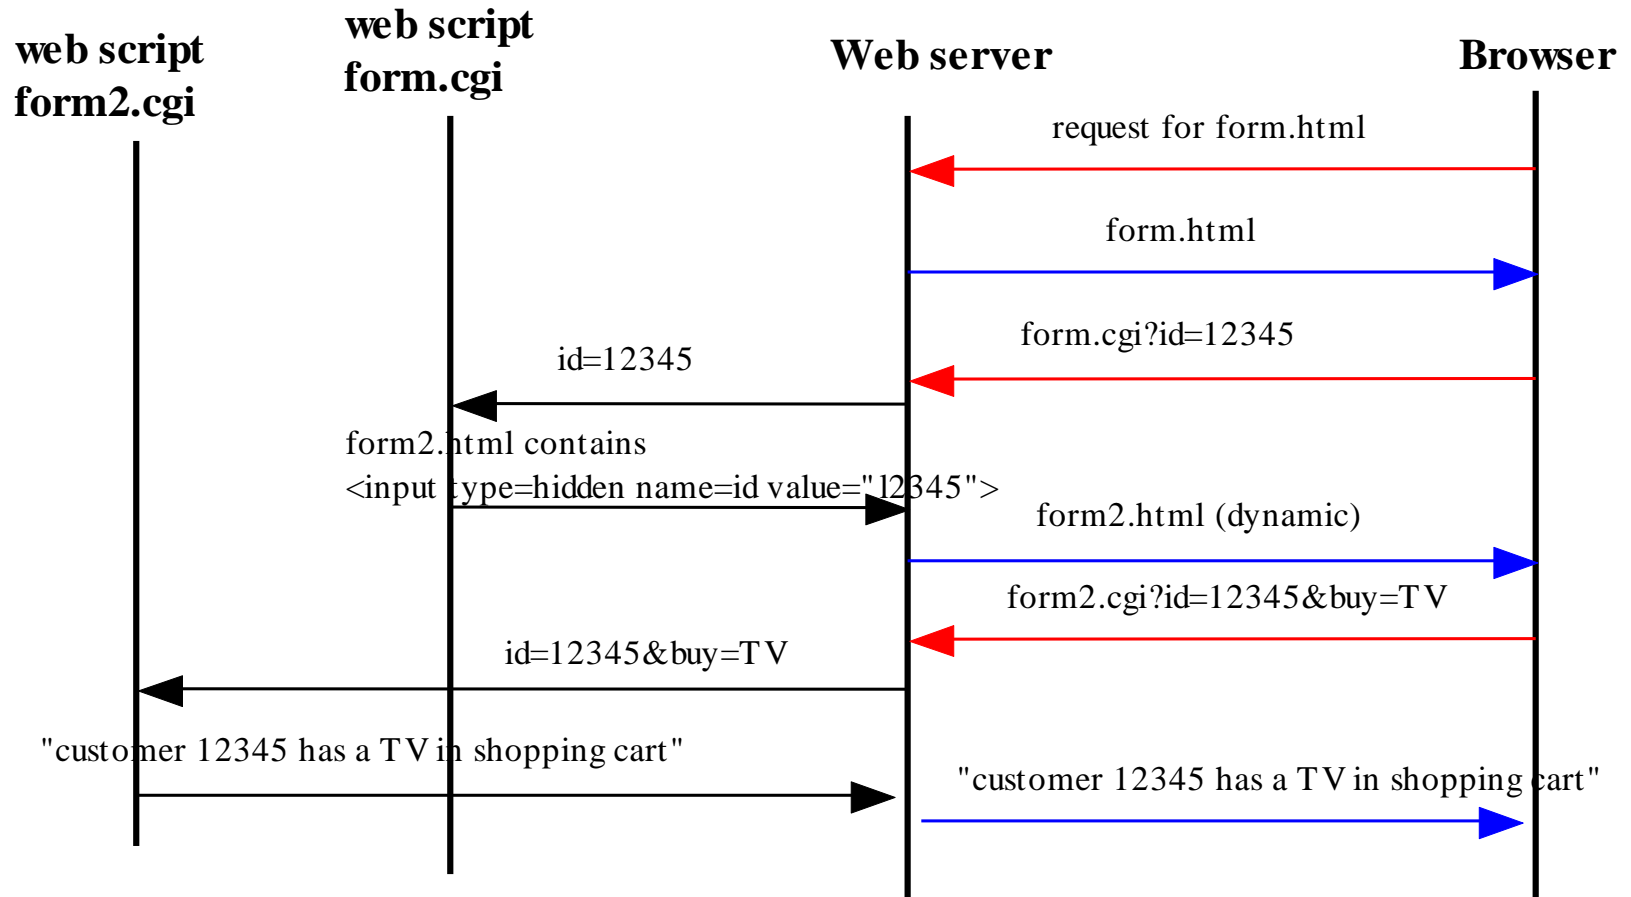 web script
form2.cgi
web script
form.cgi
Web server
Browser
request for form.html
form.html
form.cgi?id=12345
id=12345
form2.html contains
<input type=hidden name=id value="12345">
form2.html (dynamic)
form2.cgi?id=12345&buy=TV
id=12345&buy=TV
"customer 12345 has a TV in shopping cart"
"customer 12345 has a TV in shopping cart"